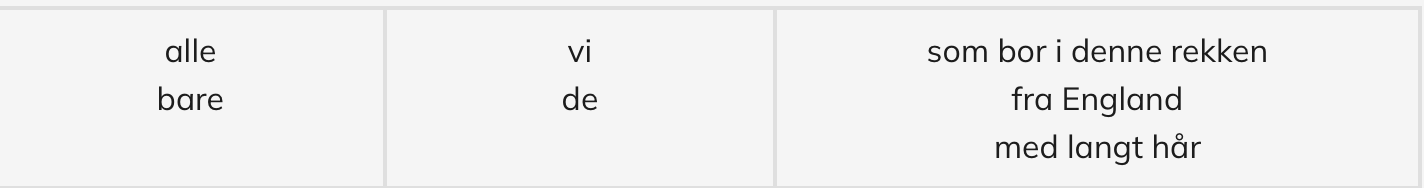 alle
bare
vi
de
som bor i denne rekken
fra England
med langt hår